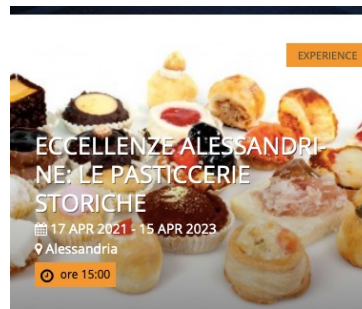 EXPERIENCE
ECCELLENZE ALESSANDRI-
NE: LE PASTICCERIE
STORICHE
17 APR 2021 - 15 APR 2023
Alessandria
ore 15:00